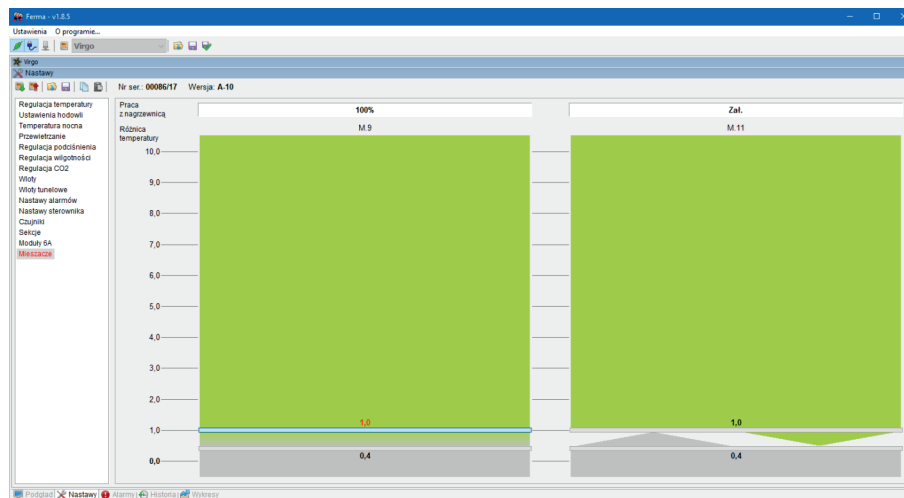 Ferma - v1.8.5
Ustawienia O programie...
Virgo
Virgo
Nastawy
Nr ser.: 00086/17 Wersja: A-10
Regulacja temperatury
Ustawienia hodowli
Temperatura nocna
Przewietrzanie
Regulacja podciśnienia
Regulacja wilgotności
Regulacja CO2
Wloty
Wloty tunelowe
Nastawy alarmów
Nastawy sterownika
Czujniki
Sekcje
Moduły 6A
Mieszacze
Praca
z nagrzewnicą
100%
Zał.
Różnica
temperatury
M.9
M.11
10,0
9,0
8,0
7,0
6,0
5,0
4,0
3,0
2,0
1,0
0,0
1,0
0,4
1,0
0,4
Podgląd Nastawy Alarmy Historia Wykresy